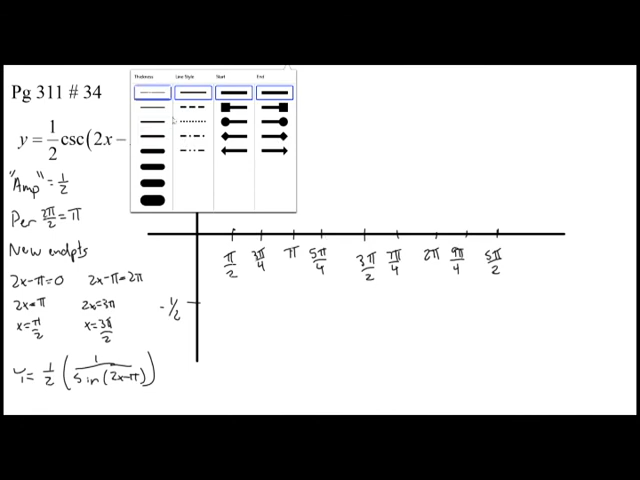 Thickness Line Style Start End
Pg 311 # 34
y = 1/2 csc(2x −
"Amp" = 1/2
Per 2π/2 = π
New endpts
2x-π=0 2x-π=2π
2x=π 2x=3π
x=π/2 x=3π/2
y= 1/2 (1/sin(2x-π))
π/2 3π/4 π 5π/4 3π/2 7π/4 2π 9π/4 5π/2
-1/2